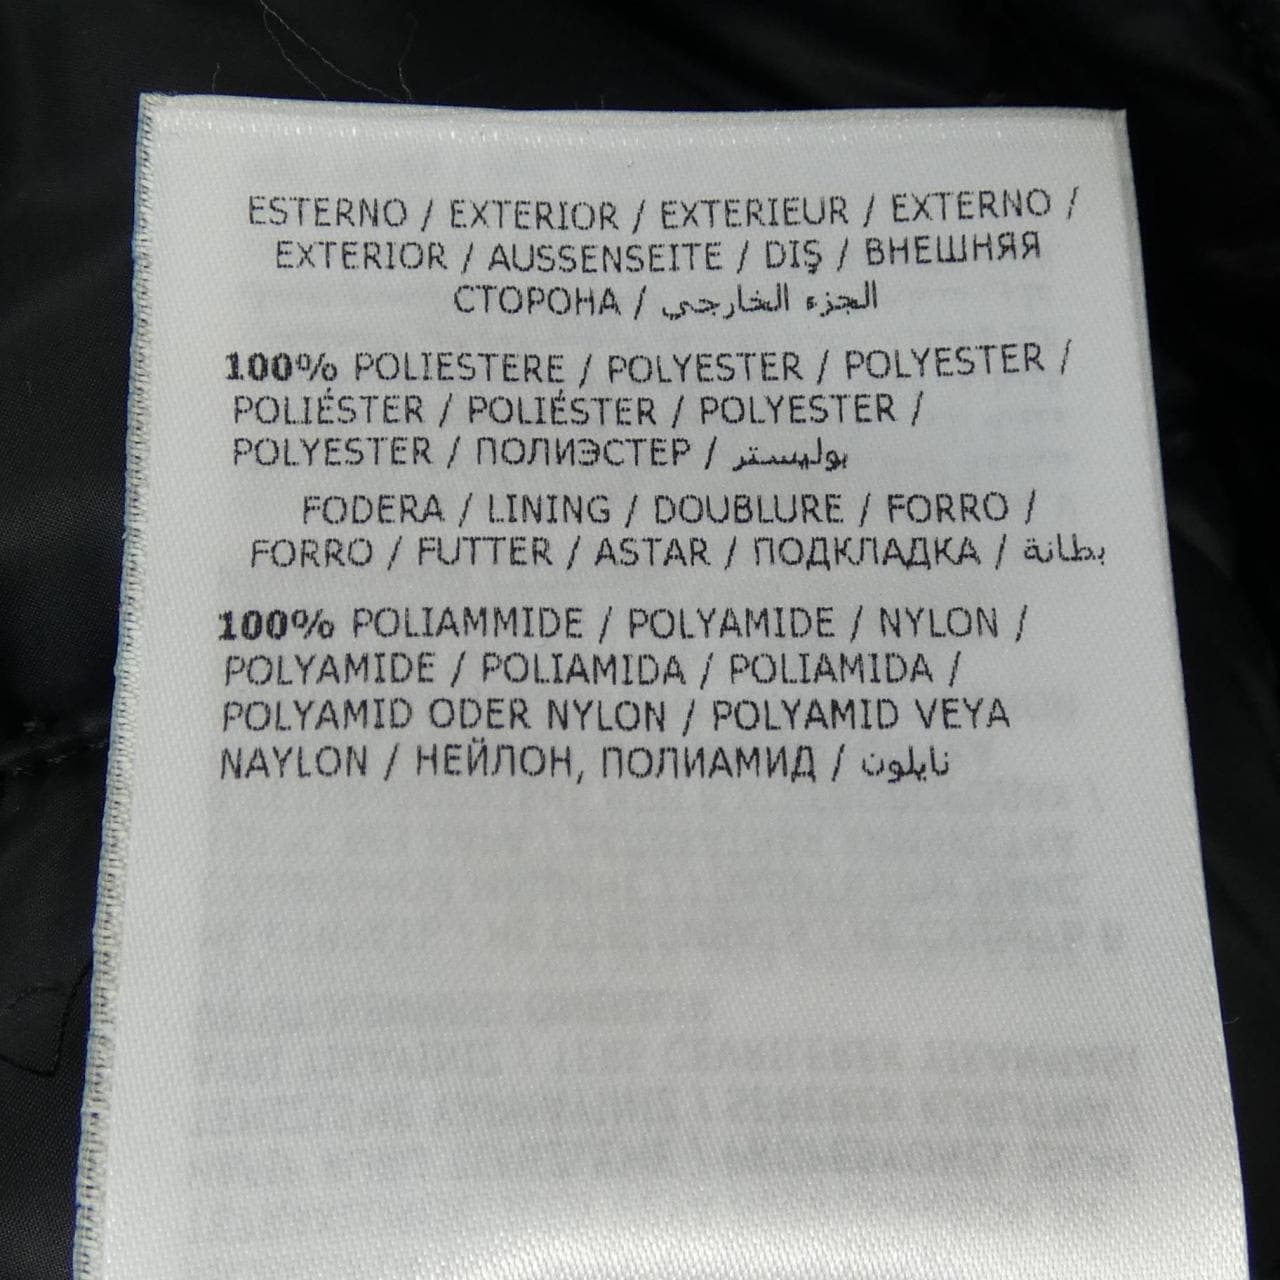 ESTERNO / EXTERIOR / EXTERIEUR / EXTERNO /
EXTERIOR / AUSSENSEITE / DIŞ / ВНЕШНЯЯ
СТОРОНА / الجزء الخارجي
100% POLIESTERE / POLYESTER / POLYESTER /
POLIÉSTER / POLIÉSTER / POLYESTER /
POLYESTER / ПОЛИЭСТЕР / بوليستر
FODERA / LINING / DOUBLURE / FORRO /
FORRO / FUTTER / ASTAR / ПОДКЛАДКА / بطانة
100% POLIAMMIDE / POLYAMIDE / NYLON /
POLYAMIDE / POLIAMIDA / POLIAMIDA /
POLYAMID ODER NYLON / POLYAMID VEYA
NAYLON / НЕЙЛОН, ПОЛИАМИД / نايلون